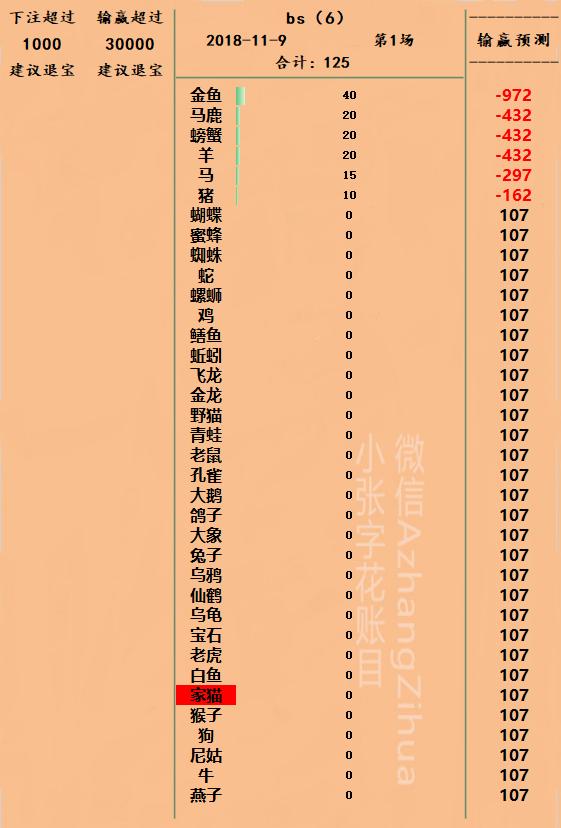 下注超过 输赢超过
1000 30000
建议退宝 建议退宝
bs（6）
2018-11-9 第1场
合计：125
输赢预测
金鱼 40 -972
马鹿 20 -432
螃蟹 20 -432
羊 20 -432
马 15 -297
猪 10 -162
蝴蝶 0 107
蜜蜂 0 107
蜘蛛 0 107
蛇 0 107
螺蛳 0 107
鸡 0 107
鳝鱼 0 107
蚯蚓 0 107
飞龙 0 107
金龙 0 107
野猫 0 107
青蛙 0 107
老鼠 0 107
孔雀 0 107
大鹅 0 107
鸽子 0 107
大象 0 107
兔子 0 107
乌鸦 0 107
仙鹤 0 107
乌龟 0 107
宝石 0 107
老虎 0 107
白鱼 0 107
家猫 0 107
猴子 0 107
狗 0 107
尼姑 0 107
牛 0 107
燕子 0 107
微信AzhangZihua
小张字花账目